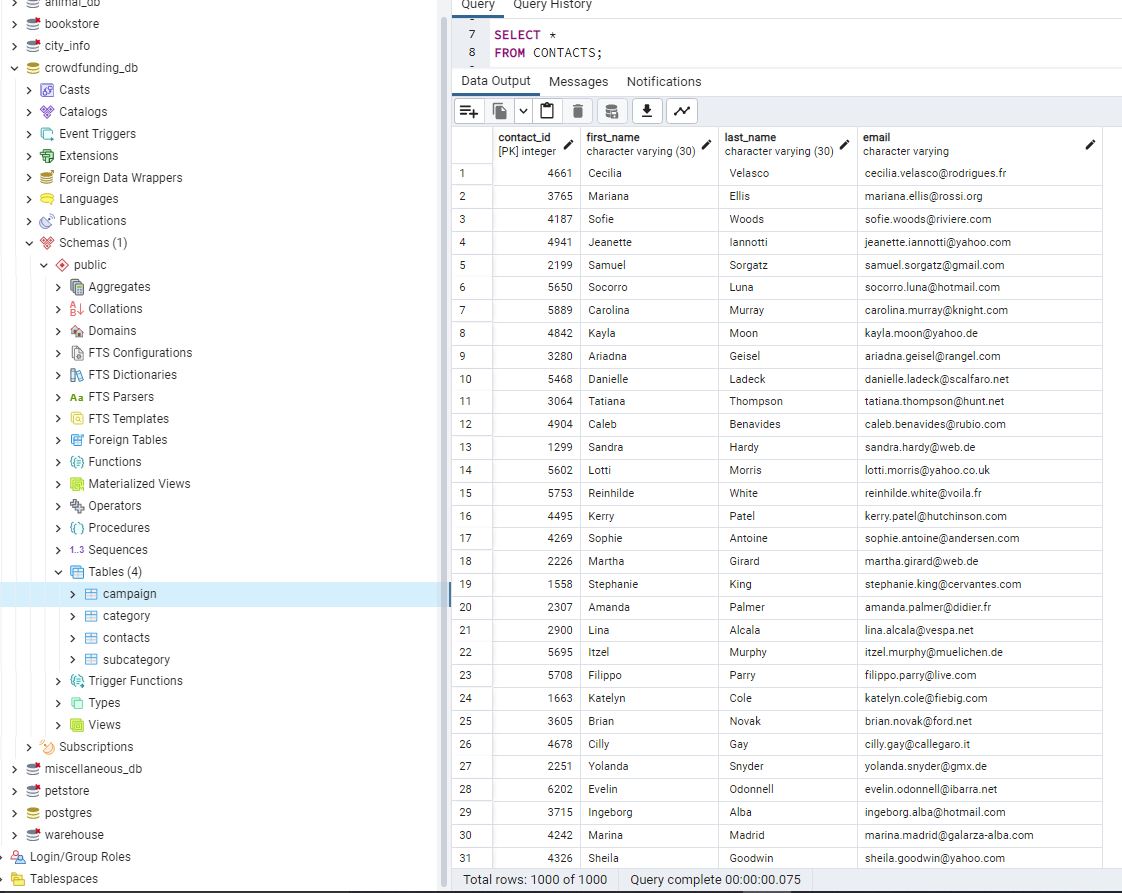 animal_db
bookstore
city_info
crowdfunding_db
Casts
Catalogs
Event Triggers
Extensions
Foreign Data Wrappers
Languages
Publications
Schemas (1)
public
Aggregates
Collations
Domains
FTS Configurations
FTS Dictionaries
Aa FTS Parsers
FTS Templates
Foreign Tables
Functions
Materialized Views
Operators
Procedures
1..3 Sequences
Tables (4)
campaign
category
contacts
subcategory
Trigger Functions
Types
Views
Subscriptions
miscellaneous_db
petstore
postgres
warehouse
Login/Group Roles
Tablespaces
Query Query History
7 SELECT *
8 FROM CONTACTS;
Data Output Messages Notifications
contact_id first_name last_name email
[PK] integer character varying (30) character varying (30) character varying
1 4661 Cecilia Velasco cecilia.velasco@rodrigues.fr
2 3765 Mariana Ellis mariana.ellis@rossi.org
3 4187 Sofie Woods sofie.woods@riviere.com
4 4941 Jeanette Iannotti jeanette.iannotti@yahoo.com
5 2199 Samuel Sorgatz samuel.sorgatz@gmail.com
6 5650 Socorro Luna socorro.luna@hotmail.com
7 5889 Carolina Murray carolina.murray@knight.com
8 4842 Kayla Moon kayla.moon@yahoo.de
9 3280 Ariadna Geisel ariadna.geisel@rangel.com
10 5468 Danielle Ladeck danielle.ladeck@scalfaro.net
11 3064 Tatiana Thompson tatiana.thompson@hunt.net
12 4904 Caleb Benavides caleb.benavides@rubio.com
13 1299 Sandra Hardy sandra.hardy@web.de
14 5602 Lotti Morris lotti.morris@yahoo.co.uk
15 5753 Reinhilde White reinhilde.white@voila.fr
16 4495 Kerry Patel kerry.patel@hutchinson.com
17 4269 Sophie Antoine sophie.antoine@andersen.com
18 2226 Martha Girard martha.girard@web.de
19 1558 Stephanie King stephanie.king@cervantes.com
20 2307 Amanda Palmer amanda.palmer@didier.fr
21 2900 Lina Alcala lina.alcala@vespa.net
22 5695 Itzel Murphy itzel.murphy@muelichen.de
23 5708 Filippo Parry filippo.parry@live.com
24 1663 Katelyn Cole katelyn.cole@fiebig.com
25 3605 Brian Novak brian.novak@ford.net
26 4678 Cilly Gay cilly.gay@callegaro.it
27 2251 Yolanda Snyder yolanda.snyder@gmx.de
28 6202 Evelin Odonnell evelin.odonnell@ibarra.net
29 3715 Ingeborg Alba ingeborg.alba@hotmail.com
30 4242 Marina Madrid marina.madrid@galarza-alba.com
31 4326 Sheila Goodwin sheila.goodwin@yahoo.com
Total rows: 1000 of 1000 Query complete 00:00:00.075